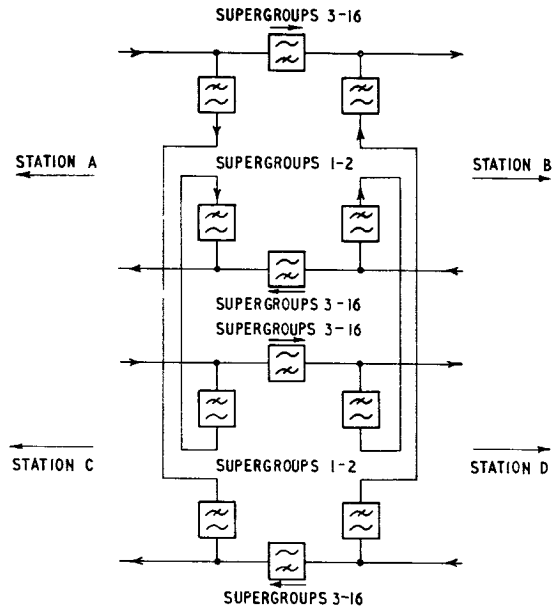 SUPERGROUPS 3-16
STATION A
SUPERGROUPS 1-2
STATION B
SUPERGROUPS 3-16
SUPERGROUPS 3-16
STATION C
SUPERGROUPS 1-2
STATION D
SUPERGROUPS 3-16